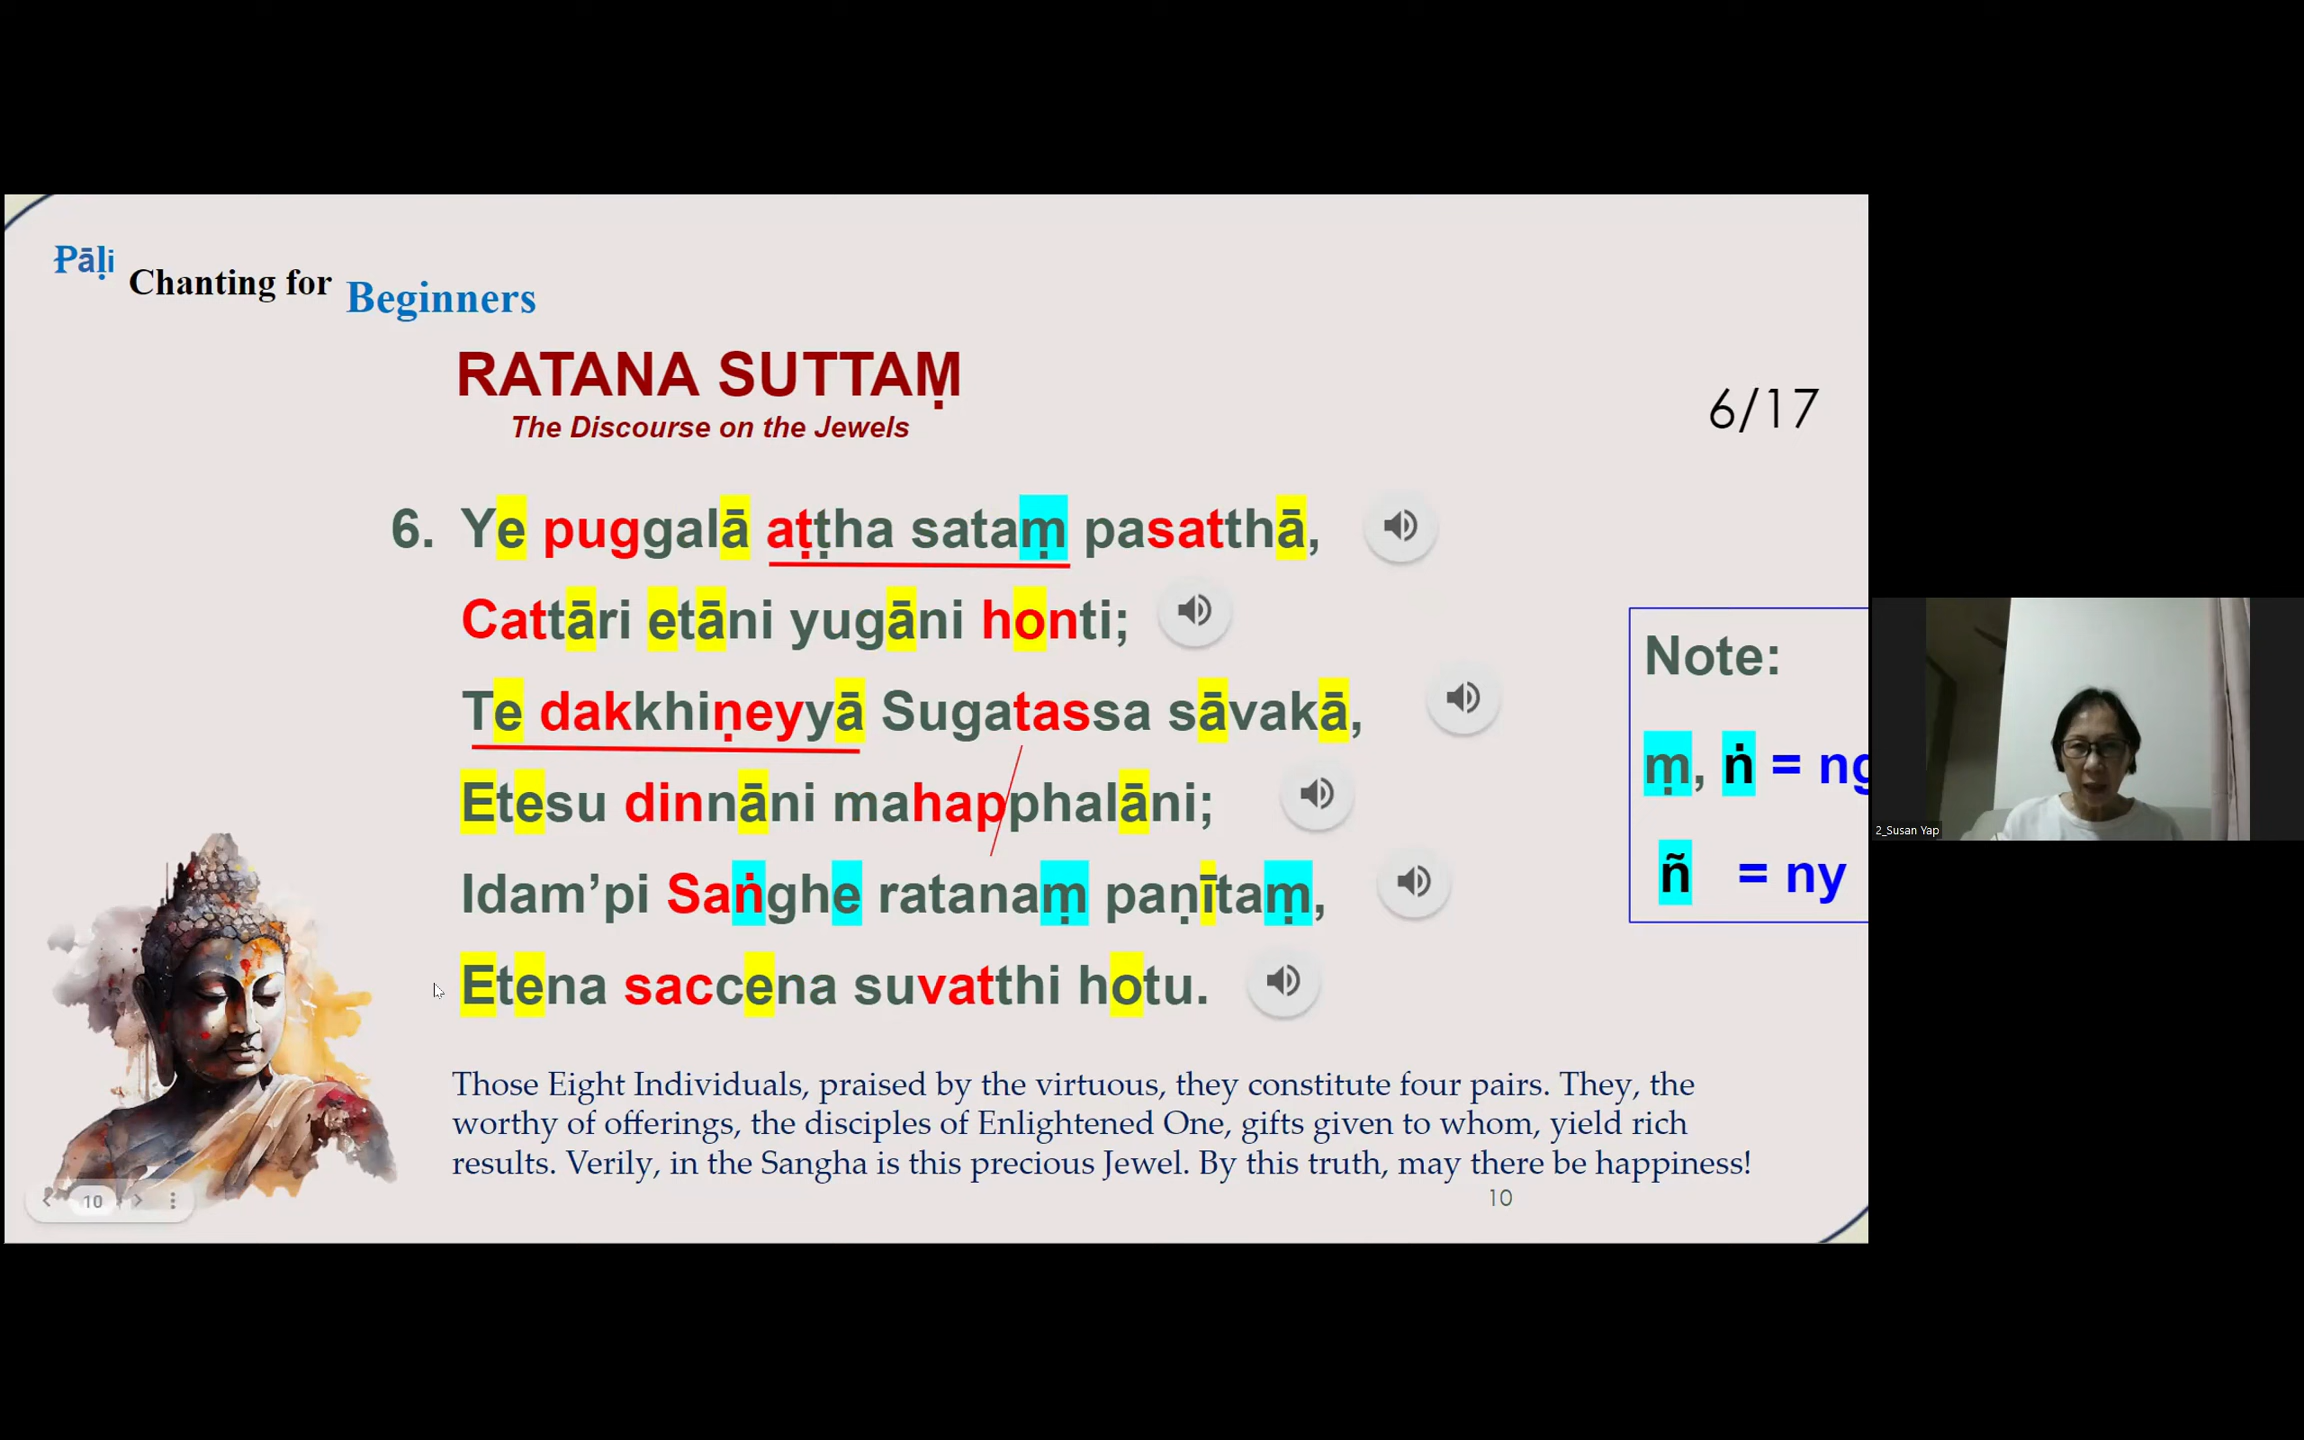 Pāḷi Chanting for Beginners
RATANA SUTTAṂ
The Discourse on the Jewels
6/17
6. Ye puggalā aṭṭha sataṃ pasatthā,
Cattāri etāni yugāni honti;
Te dakkhiṇeyyā Sugatassa sāvakā,
Etesu dinnāni mahapphalāni;
Idam’pi Saṅghe ratanaṃ paṇītaṃ,
Etena saccena suvatthi hotu.
Note:
ṃ, ṅ = ng
ñ = ny
2_Susan Yap
Those Eight Individuals, praised by the virtuous, they constitute four pairs. They, the
worthy of offerings, the disciples of Enlightened One, gifts given to whom, yield rich
results. Verily, in the Sangha is this precious Jewel. By this truth, may there be happiness!
10
10